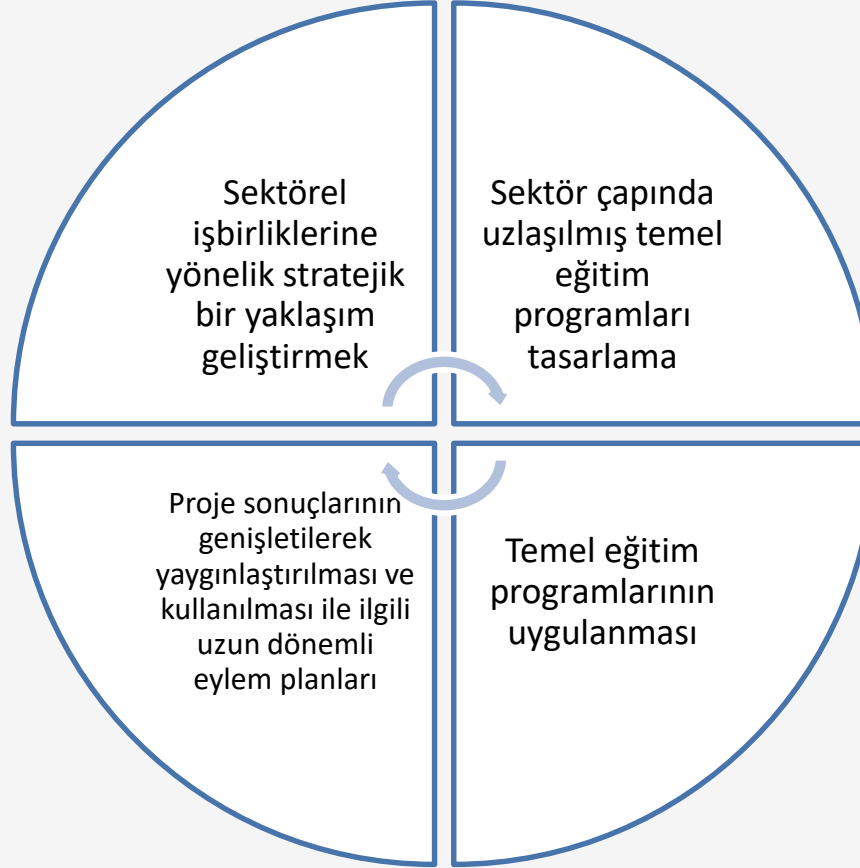 Sektörel
işbirliklerine
yönelik stratejik
bir yaklaşım
geliştirmek
Sektör çapında
uzlaşılmış temel
eğitim
programları
tasarlama
Proje sonuçlarının
genişletilerek
yaygınlaştırılması ve
kullanılması ile ilgili
uzun dönemli
eylem planları
Temel eğitim
programlarının
uygulanması